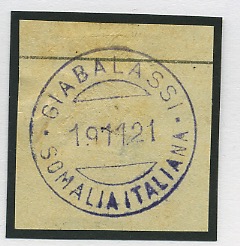 · GIABALASSI ·
19 11 21
SOMALIA ITALIANA